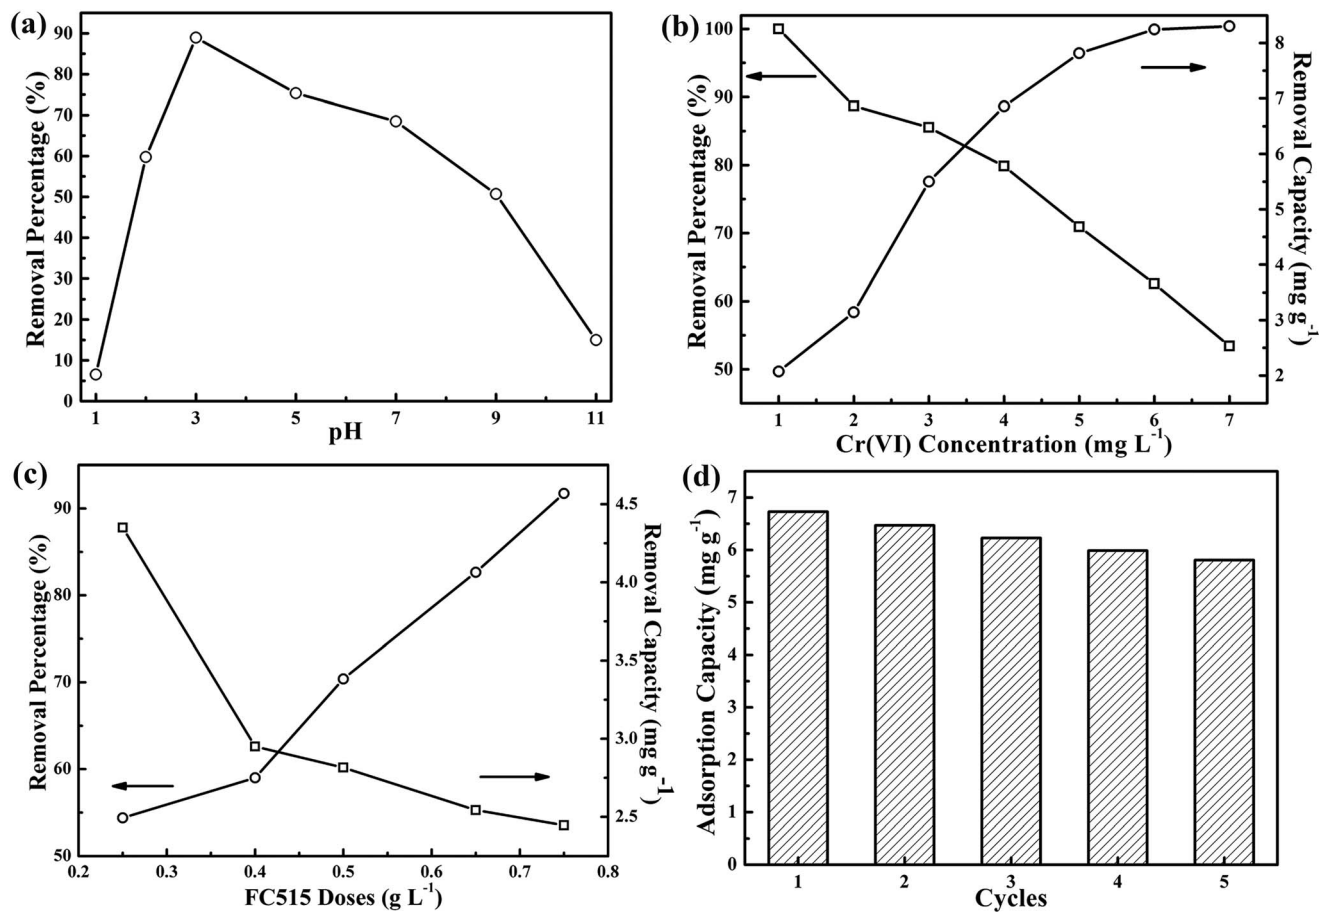 (a)
Removal Percentage (%)
90
80
70
60
50
40
30
20
10
0
1 3 5 7 9 11
pH
(b)
Removal Percentage (%)
100
90
80
70
60
50
8
7
6
5
4
3
2
Removal Capacity (mg g⁻¹)
1 2 3 4 5 6 7
Cr(VI) Concentration (mg L⁻¹)
(c)
Removal Percentage (%)
90
80
70
60
50
4.5
4.0
3.5
3.0
2.5
Removal Capacity (mg g⁻¹)
0.2 0.3 0.4 0.5 0.6 0.7 0.8
FC515 Doses (g L⁻¹)
(d)
Adsorption Capacity (mg g⁻¹)
7
6
5
4
3
2
1
0
1 2 3 4 5
Cycles